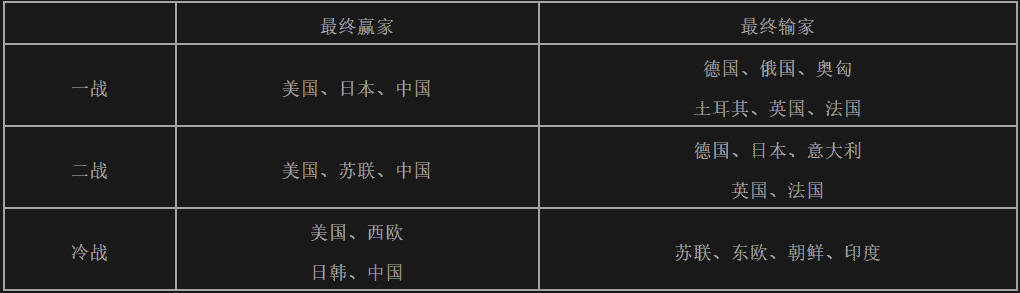 最终赢家
最终输家
一战
美国、日本、中国
德国、俄国、奥匈
土耳其、英国、法国
二战
美国、苏联、中国
德国、日本、意大利
英国、法国
冷战
美国、西欧
日韩、中国
苏联、东欧、朝鲜、印度